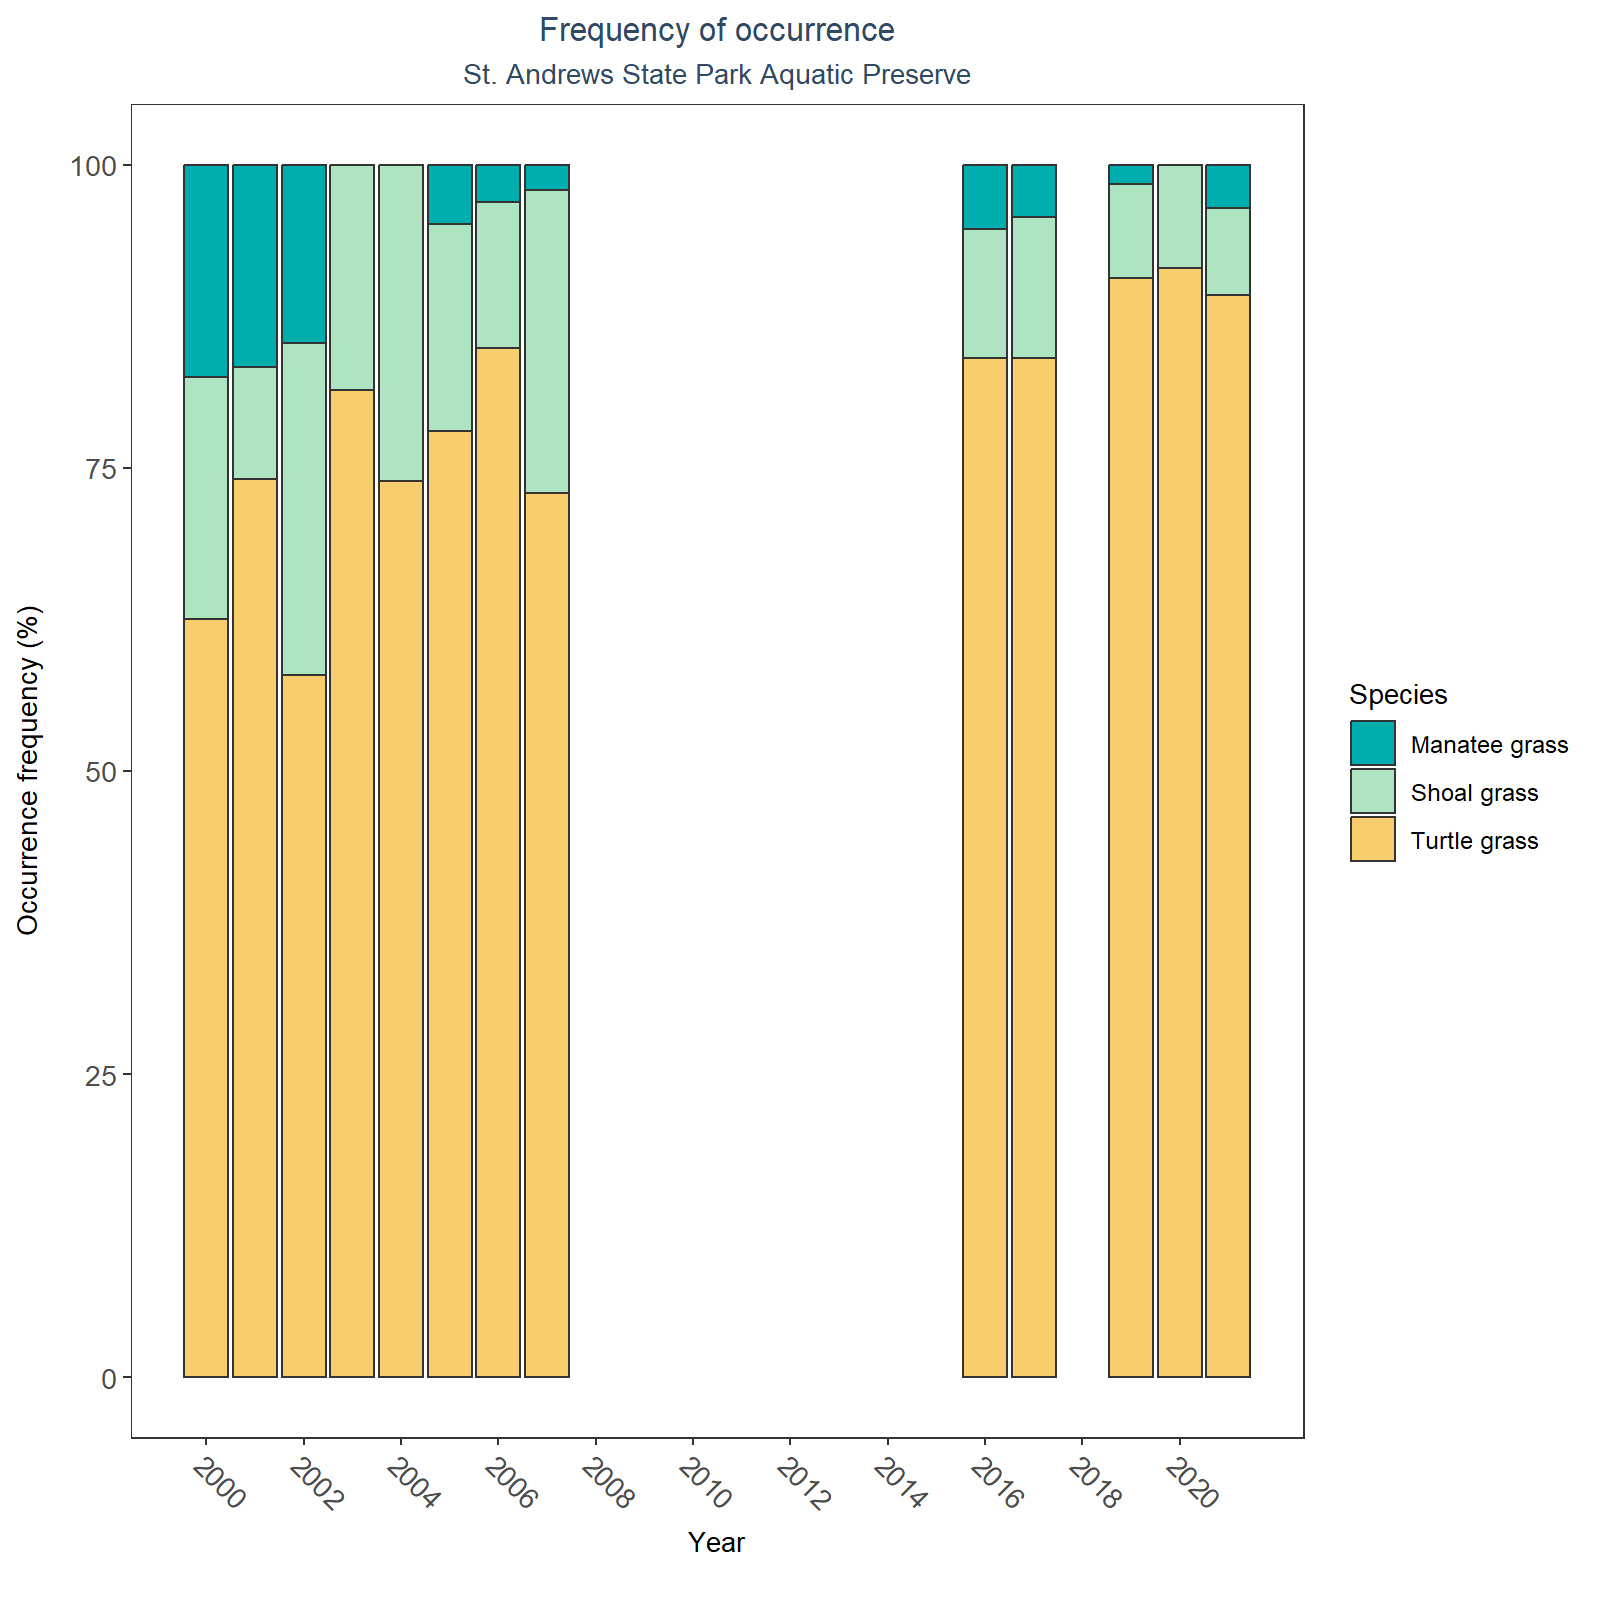 Frequency of occurrence
St. Andrews State Park Aquatic Preserve
100
75
50
25
0
Occurrence frequency (%)
2000
2002
2004
2006
2008
2010
2012
2014
2016
2018
2020
Year
Species
Manatee grass
Shoal grass
Turtle grass